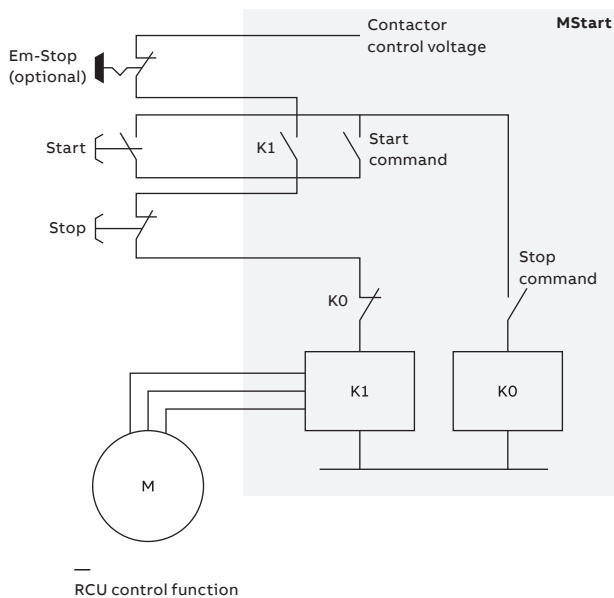 MStart
Contactor
control voltage
Em-Stop
(optional)
Start
K1
Start
command
Stop
Stop
command
K0
K1
K0
M
RCU control function